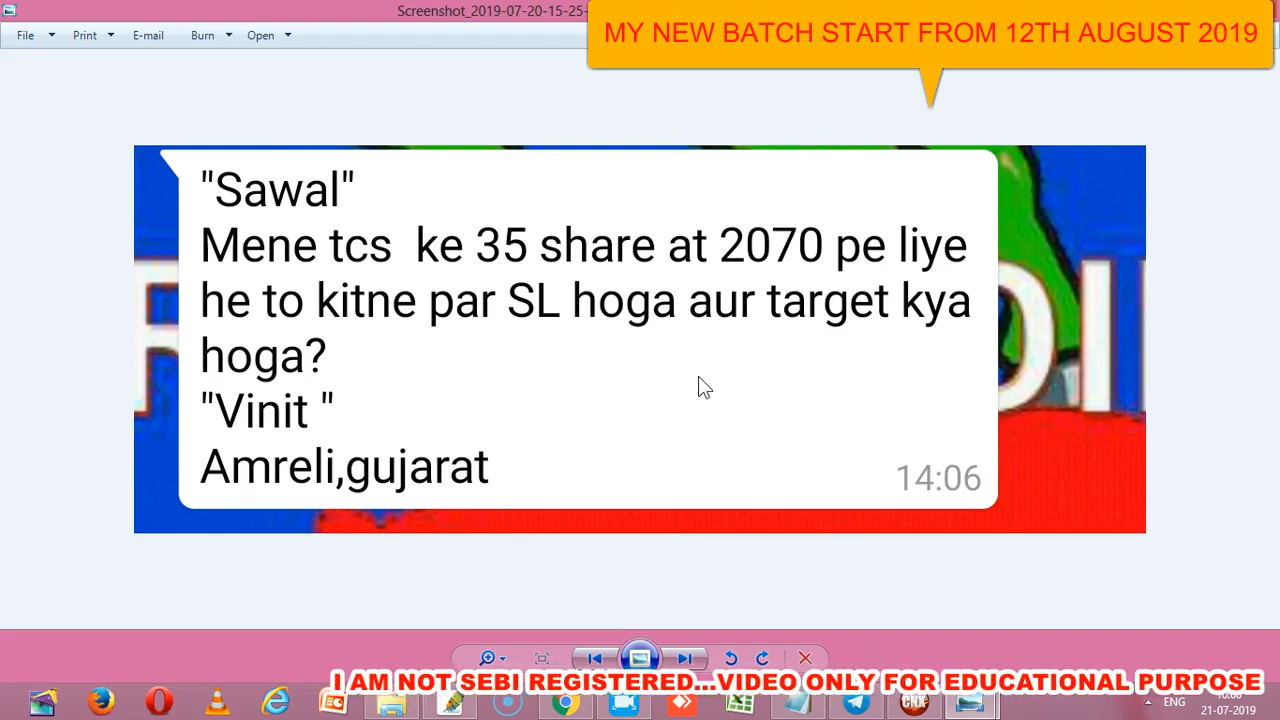 Screenshot_2019-07-20-15-25-
MY NEW BATCH START FROM 12TH AUGUST 2019
File Print E-mail Burn Open
"Sawal"
Mene tcs ke 35 share at 2070 pe liye
he to kitne par SL hoga aur target kya
hoga?
"Vinit "
Amreli,gujarat
14:06
I AM NOT SEBI REGISTERED...VIDEO ONLY FOR EDUCATIONAL PURPOSE
ENG
21-07-2019